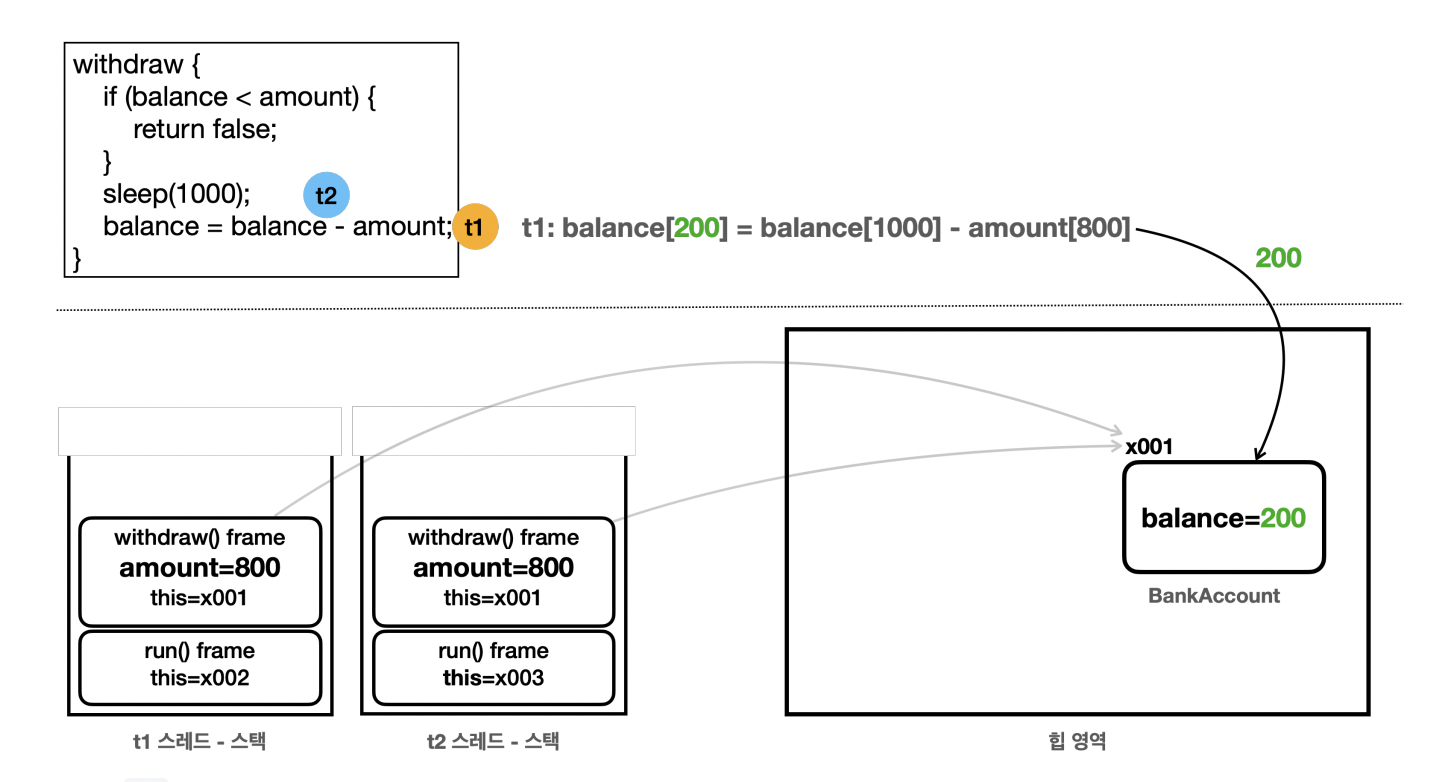 withdraw {
if (balance < amount) {
return false;
}
sleep(1000);
t2
balance = balance - amount;
t1
t1: balance[200] = balance[1000] - amount[800]
}
200
x001
balance=200
BankAccount
withdraw() frame
amount=800
this=x001
run() frame
this=x002
t1 스레드 - 스택
withdraw() frame
amount=800
this=x001
run() frame
this=x003
t2 스레드 - 스택
힙 영역